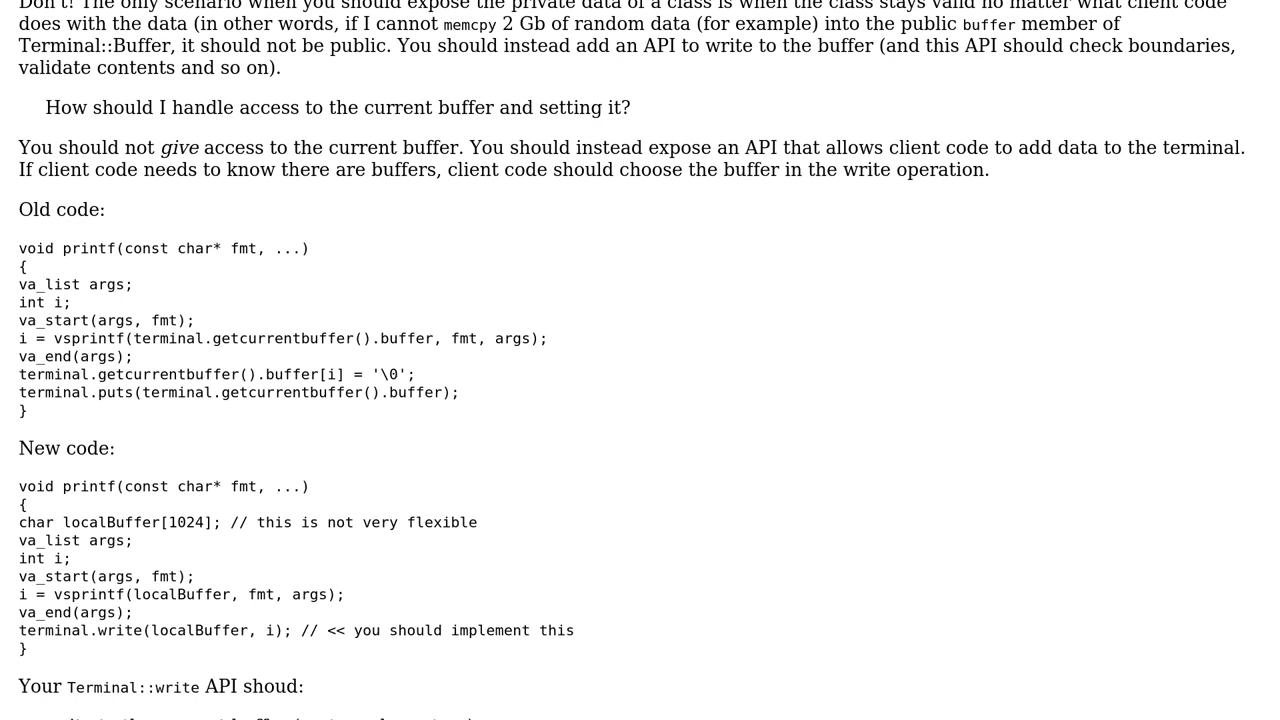 Don't! The only scenario when you should expose the private data of a class is when the class stays valid no matter what client code
does with the data (in other words, if I cannot memcpy 2 Gb of random data (for example) into the public buffer member of
Terminal::Buffer, it should not be public. You should instead add an API to write to the buffer (and this API should check boundaries,
validate contents and so on).
How should I handle access to the current buffer and setting it?
You should not give access to the current buffer. You should instead expose an API that allows client code to add data to the terminal.
If client code needs to know there are buffers, client code should choose the buffer in the write operation.
Old code:
void printf(const char* fmt, ...)
{
va_list args;
int i;
va_start(args, fmt);
i = vsprintf(terminal.getcurrentbuffer().buffer, fmt, args);
va_end(args);
terminal.getcurrentbuffer().buffer[i] = '\0';
terminal.puts(terminal.getcurrentbuffer().buffer);
}
New code:
void printf(const char* fmt, ...)
{
char localBuffer[1024]; // this is not very flexible
va_list args;
int i;
va_start(args, fmt);
i = vsprintf(localBuffer, fmt, args);
va_end(args);
terminal.write(localBuffer, i); // << you should implement this
}
Your Terminal::write API shoud: